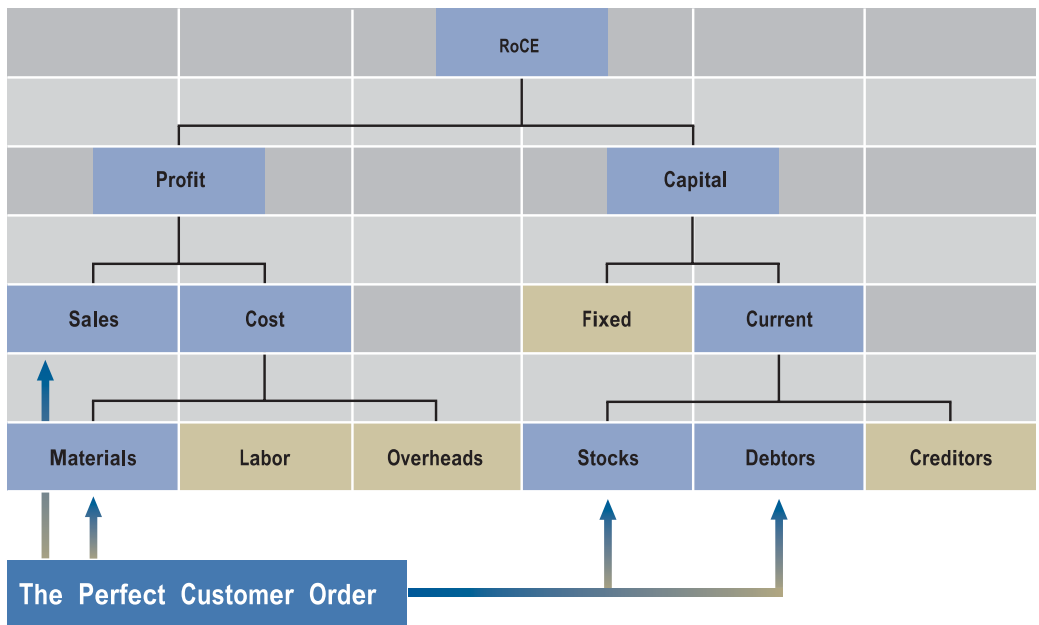 RoCE
Profit
Capital
Sales
Cost
Fixed
Current
Materials
Labor
Overheads
Stocks
Debtors
Creditors
The Perfect Customer Order